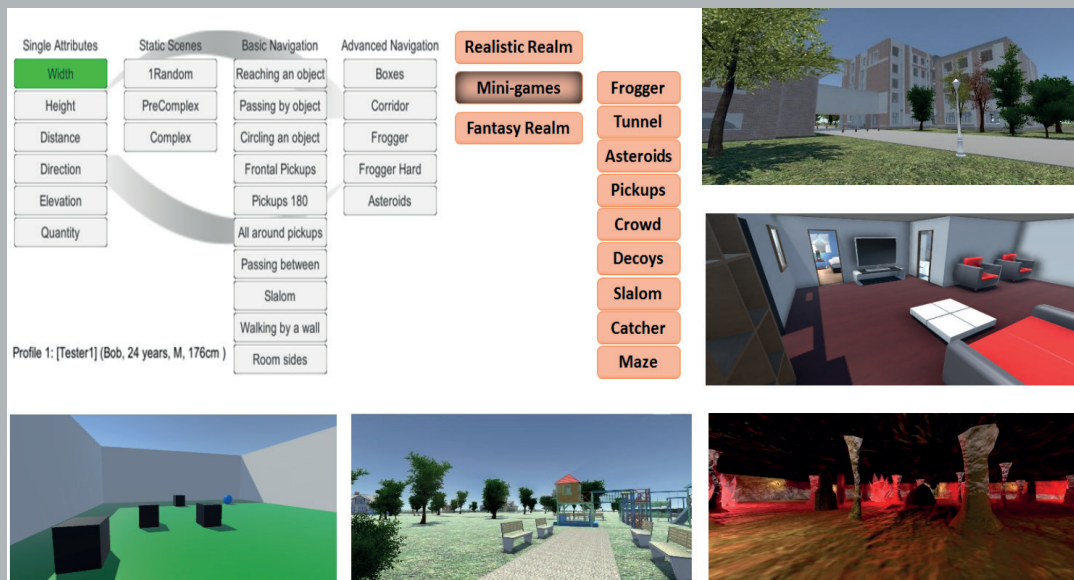 Single Attributes
Width
Height
Distance
Direction
Elevation
Quantity
Static Scenes
1Random
PreComplex
Complex
Basic Navigation
Reaching an object
Passing by object
Circling an object
Frontal Pickups
Pickups 180
All around pickups
Passing between
Slalom
Walking by a wall
Room sides
Advanced Navigation
Boxes
Corridor
Frogger
Frogger Hard
Asteroids
Profile 1: [Tester1] (Bob, 24 years, M, 176cm )
Realistic Realm
Mini-games
Fantasy Realm
Frogger
Tunnel
Asteroids
Pickups
Crowd
Decoys
Slalom
Catcher
Maze